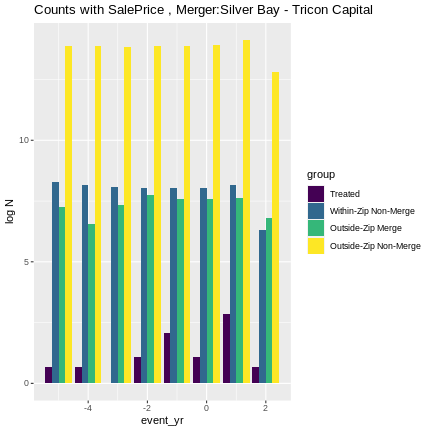 Counts with SalePrice , Merger:Silver Bay - Tricon Capital
log N
10
5
0
-4
-2
0
2
event_yr
group
Treated
Within-Zip Non-Merge
Outside-Zip Merge
Outside-Zip Non-Merge